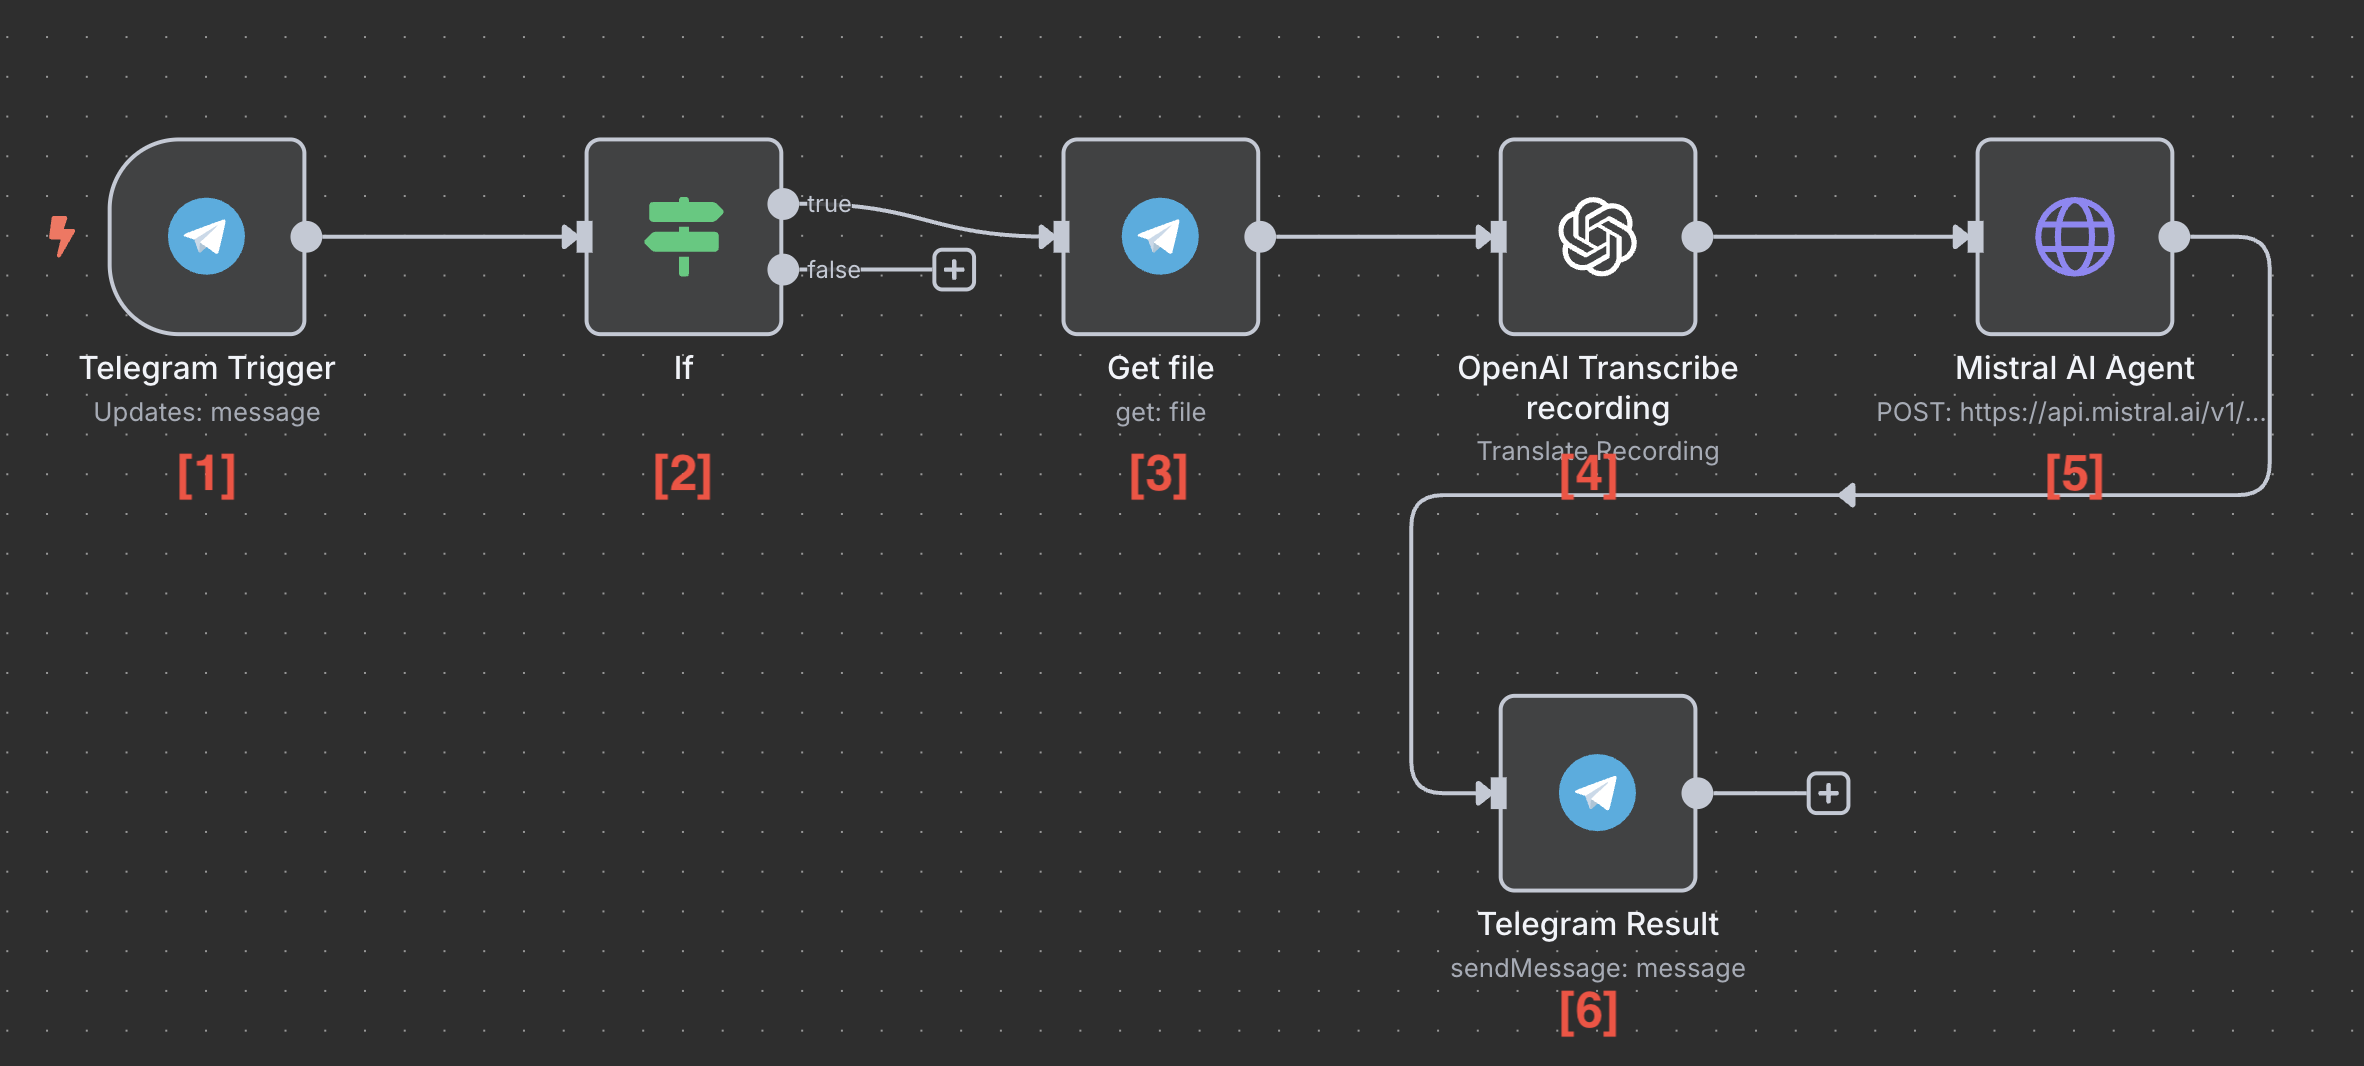 true
false
Telegram Trigger
Updates: message
[1]
If
[2]
Get file
get: file
[3]
OpenAI Transcribe
recording
Translate Recording
[4]
Mistral AI Agent
POST: https://api.mistral.ai/v1/...
[5]
Telegram Result
sendMessage: message
[6]